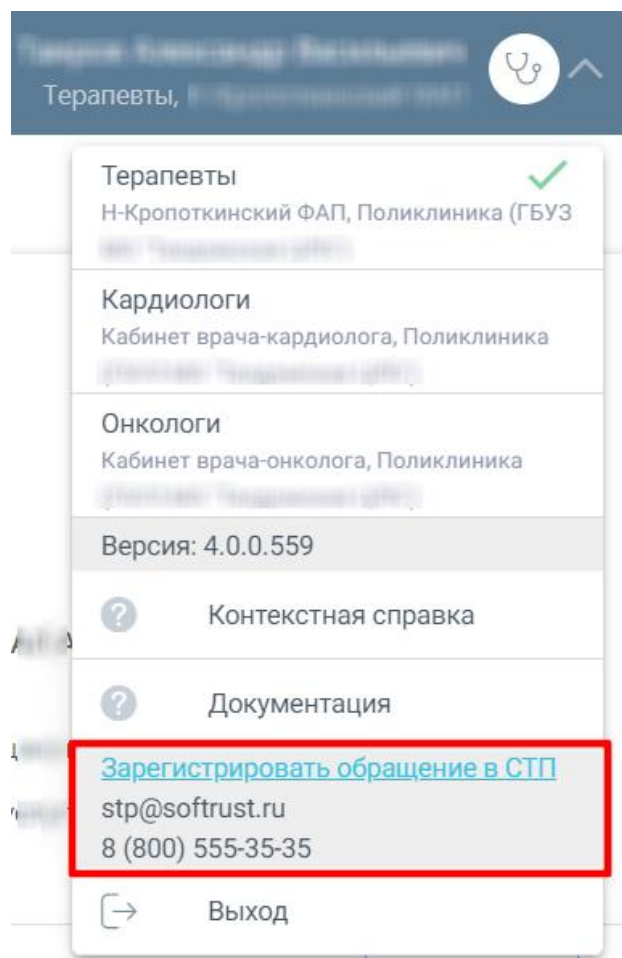 Терапевты,
Терапевты
Н-Кропоткинский ФАП, Поликлиника (ГБУЗ
Кардиологи
Кабинет врача-кардиолога, Поликлиника
Онкологи
Кабинет врача-онколога, Поликлиника
Версия: 4.0.0.559
Контекстная справка
Документация
Зарегистрировать обращение в СТП
stp@softrust.ru
8 (800) 555-35-35
Выход